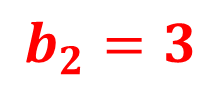 b₂ = 3